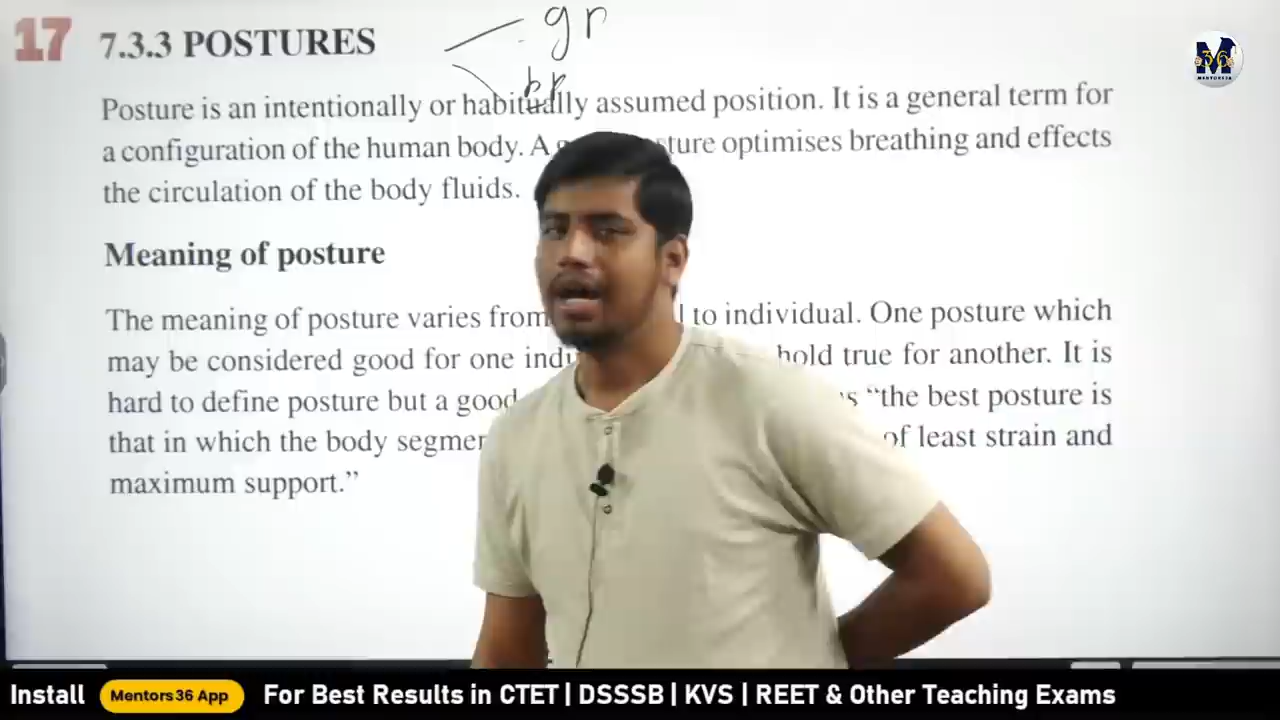 17
7.3.3 POSTURES
Posture is an intentionally or habitually assumed position. It is a general term for
a configuration of the human body. A optimises breathing and effects
the circulation of the body fluids.
Meaning of posture
The meaning of posture varies from to individual. One posture which
may be considered good for one hold true for another. It is
hard to define posture but a good "the best posture is
that in which the body of least strain and
maximum support."
36
MENTORS36
Install Mentors36 App For Best Results in CTET | DSSSB | KVS | REET & Other Teaching Exams